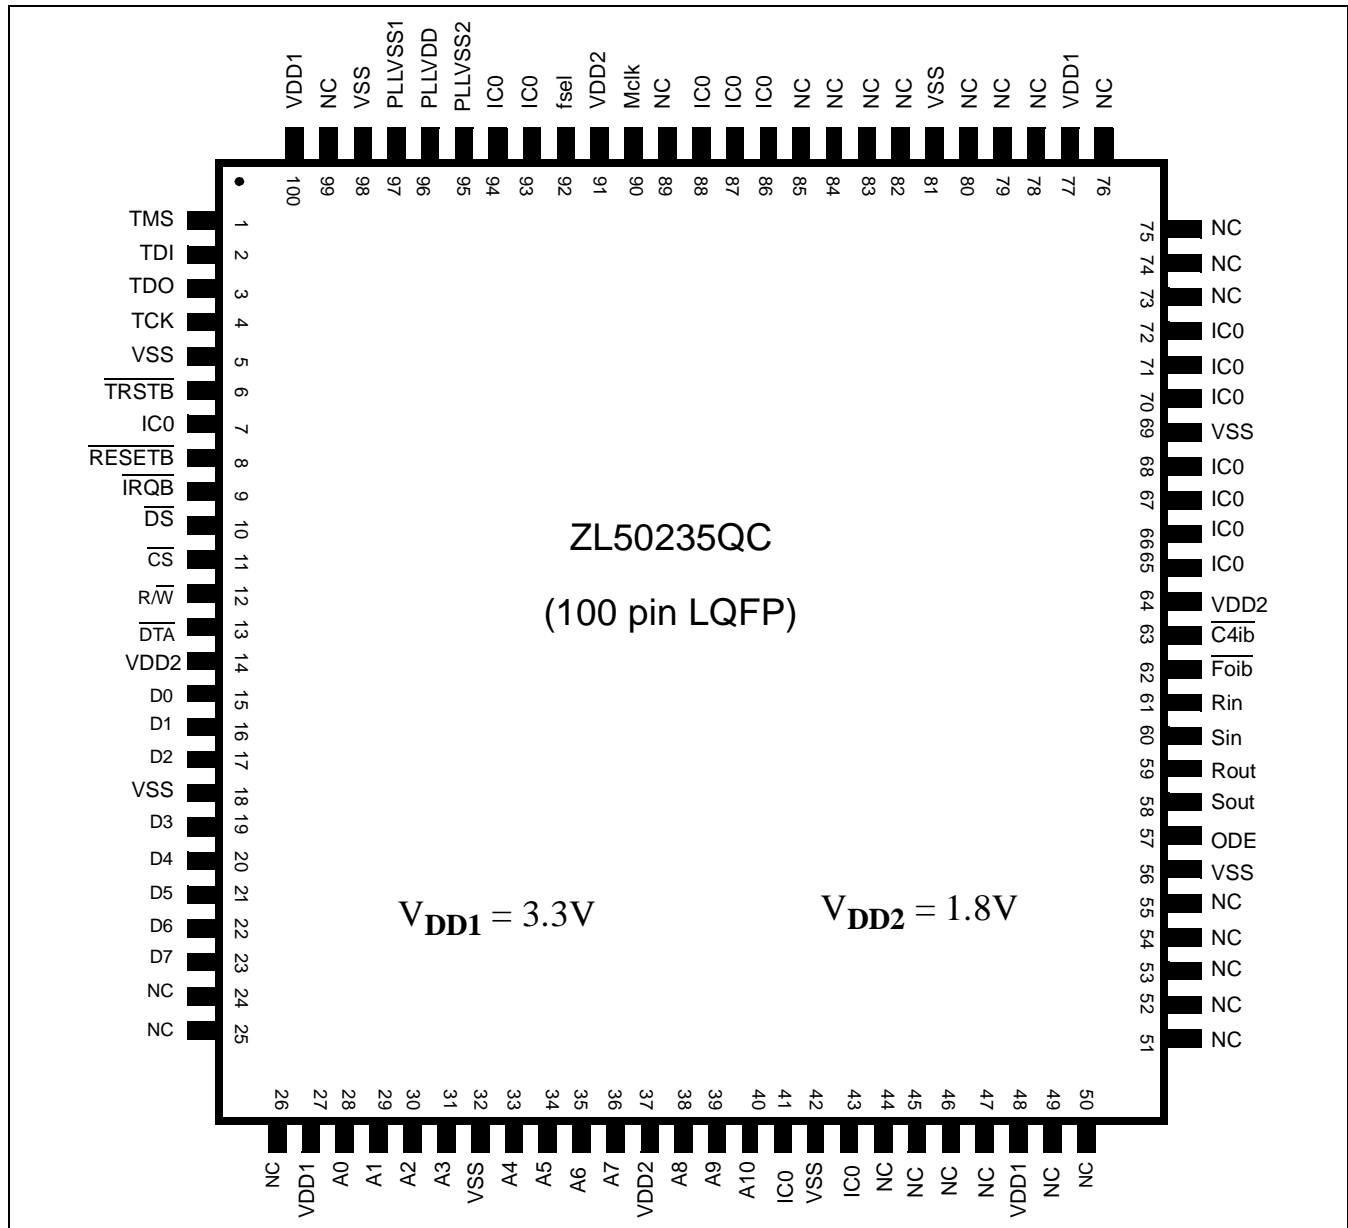 VDD1 NC VSS PLLVSS1 PLLVDD PLLVSS2 IC0 IC0 fsel VDD2 Mclk NC IC0 IC0 IC0 NC NC NC NC VSS NC NC NC VDD1 NC
100 99 98 97 96 95 94 93 92 91 90 89 88 87 86 85 84 83 82 81 80 79 78 77 76
TMS 1
TDI 2
TDO 3
TCK 4
VSS 5
TRSTB 6
IC0 7
RESETB 8
IRQB 9
DS 10
CS 11
R/W 12
DTA 13
VDD2 14
D0 15
D1 16
D2 17
VSS 18
D3 19
D4 20
D5 21
D6 22
D7 23
NC 24
NC 25
ZL50235QC
(100 pin LQFP)
VDD1 = 3.3V
VDD2 = 1.8V
75 NC
74 NC
73 NC
72 IC0
71 IC0
70 IC0
69 VSS
68 IC0
67 IC0
66 IC0
65 IC0
64 VDD2
63 C4ib
62 Foib
61 Rin
60 Sin
59 Rout
58 Sout
57 ODE
56 VSS
55 NC
54 NC
53 NC
52 NC
51 NC
26 27 28 29 30 31 32 33 34 35 36 37 38 39 40 41 42 43 44 45 46 47 48 49 50
NC VDD1 A0 A1 A2 A3 VSS A4 A5 A6 A7 VDD2 A8 A9 A10 IC0 VSS IC0 NC NC NC NC VDD1 NC NC